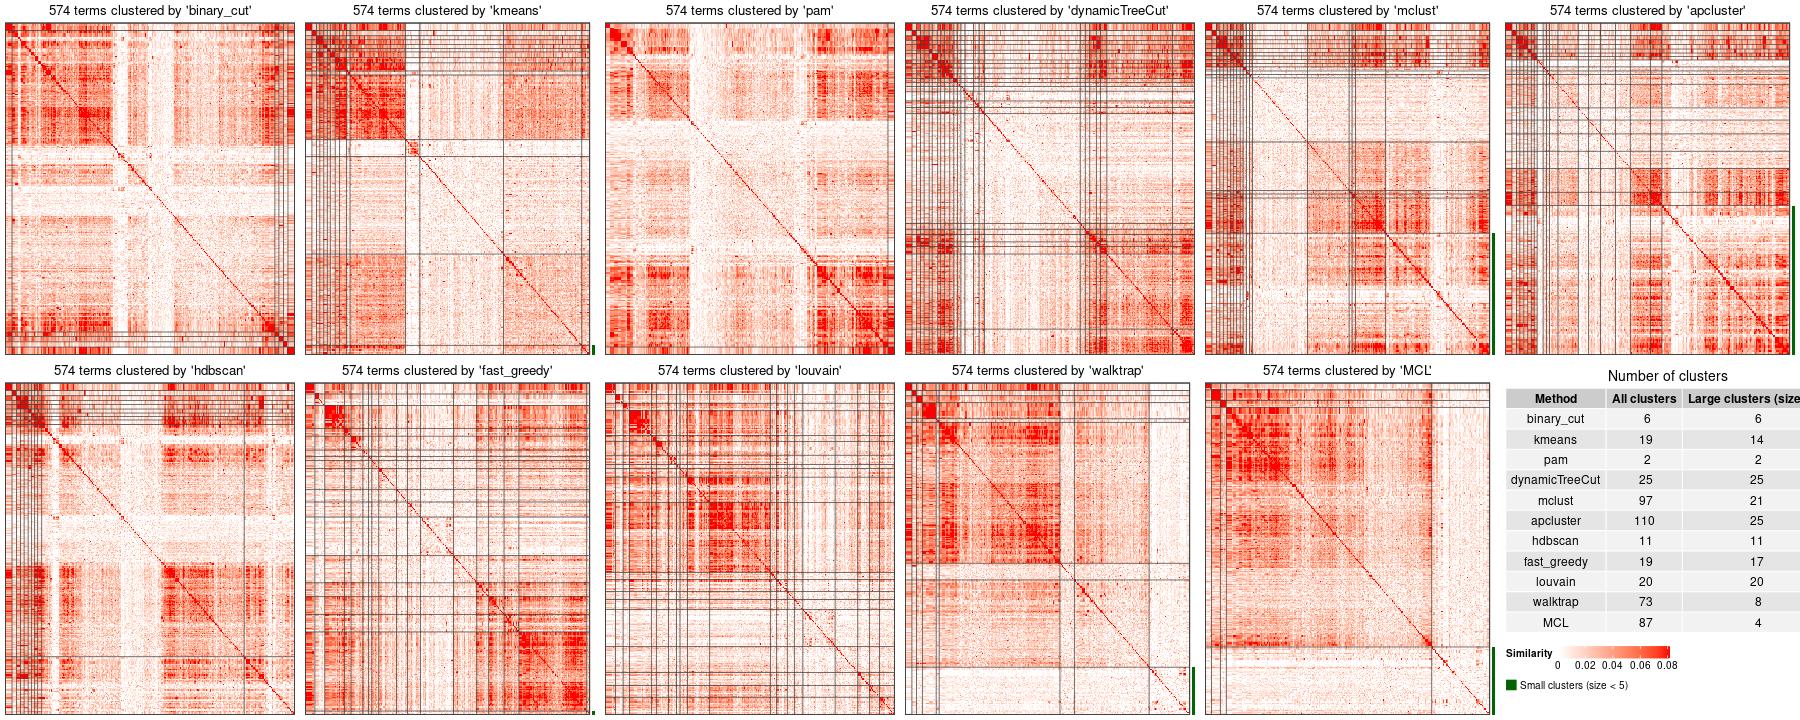 574 terms clustered by 'binary_cut'
574 terms clustered by 'kmeans'
574 terms clustered by 'pam'
574 terms clustered by 'dynamicTreeCut'
574 terms clustered by 'mclust'
574 terms clustered by 'apcluster'
574 terms clustered by 'hdbscan'
574 terms clustered by 'fast_greedy'
574 terms clustered by 'louvain'
574 terms clustered by 'walktrap'
574 terms clustered by 'MCL'
Number of clusters
Method All clusters Large clusters (size
binary_cut 6 6
kmeans 19 14
pam 2 2
dynamicTreeCut 25 25
mclust 97 21
apcluster 110 25
hdbscan 11 11
fast_greedy 19 17
louvain 20 20
walktrap 73 8
MCL 87 4
Similarity
0 0.02 0.04 0.06 0.08
Small clusters (size < 5)